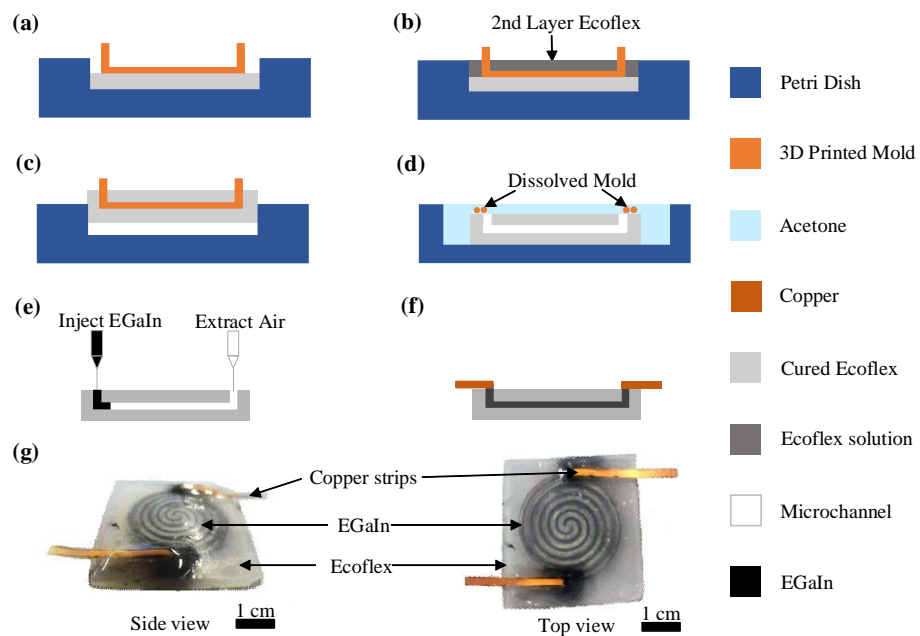 (a)
(b)
2nd Layer Ecoflex
Petri Dish
3D Printed Mold
(c)
(d)
Dissolved Mold
Acetone
(e)
Inject EGaIn
Extract Air
(f)
Copper
Cured Ecoflex
Ecoflex solution
(g)
Copper strips
EGaIn
Ecoflex
Microchannel
EGaIn
1 cm
Side view
1 cm
Top view